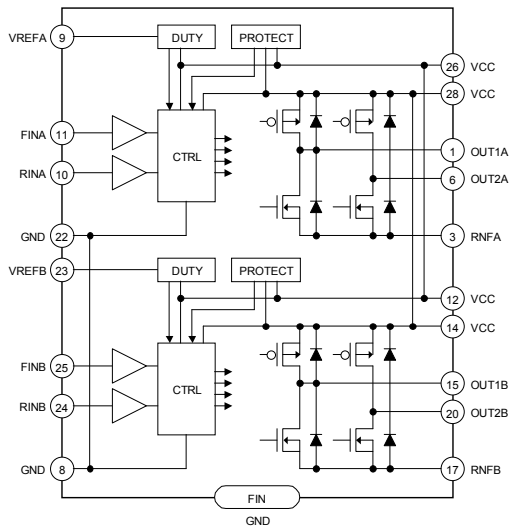 VREFA 9 DUTY PROTECT
26 VCC
28 VCC
FINA 11
CTRL
1 OUT1A
RINA 10
6 OUT2A
GND 22
3 RNFA
VREFB 23 DUTY PROTECT
12 VCC
14 VCC
FINB 25
CTRL
15 OUT1B
RINB 24
20 OUT2B
GND 8
17 RNFB
FIN
GND